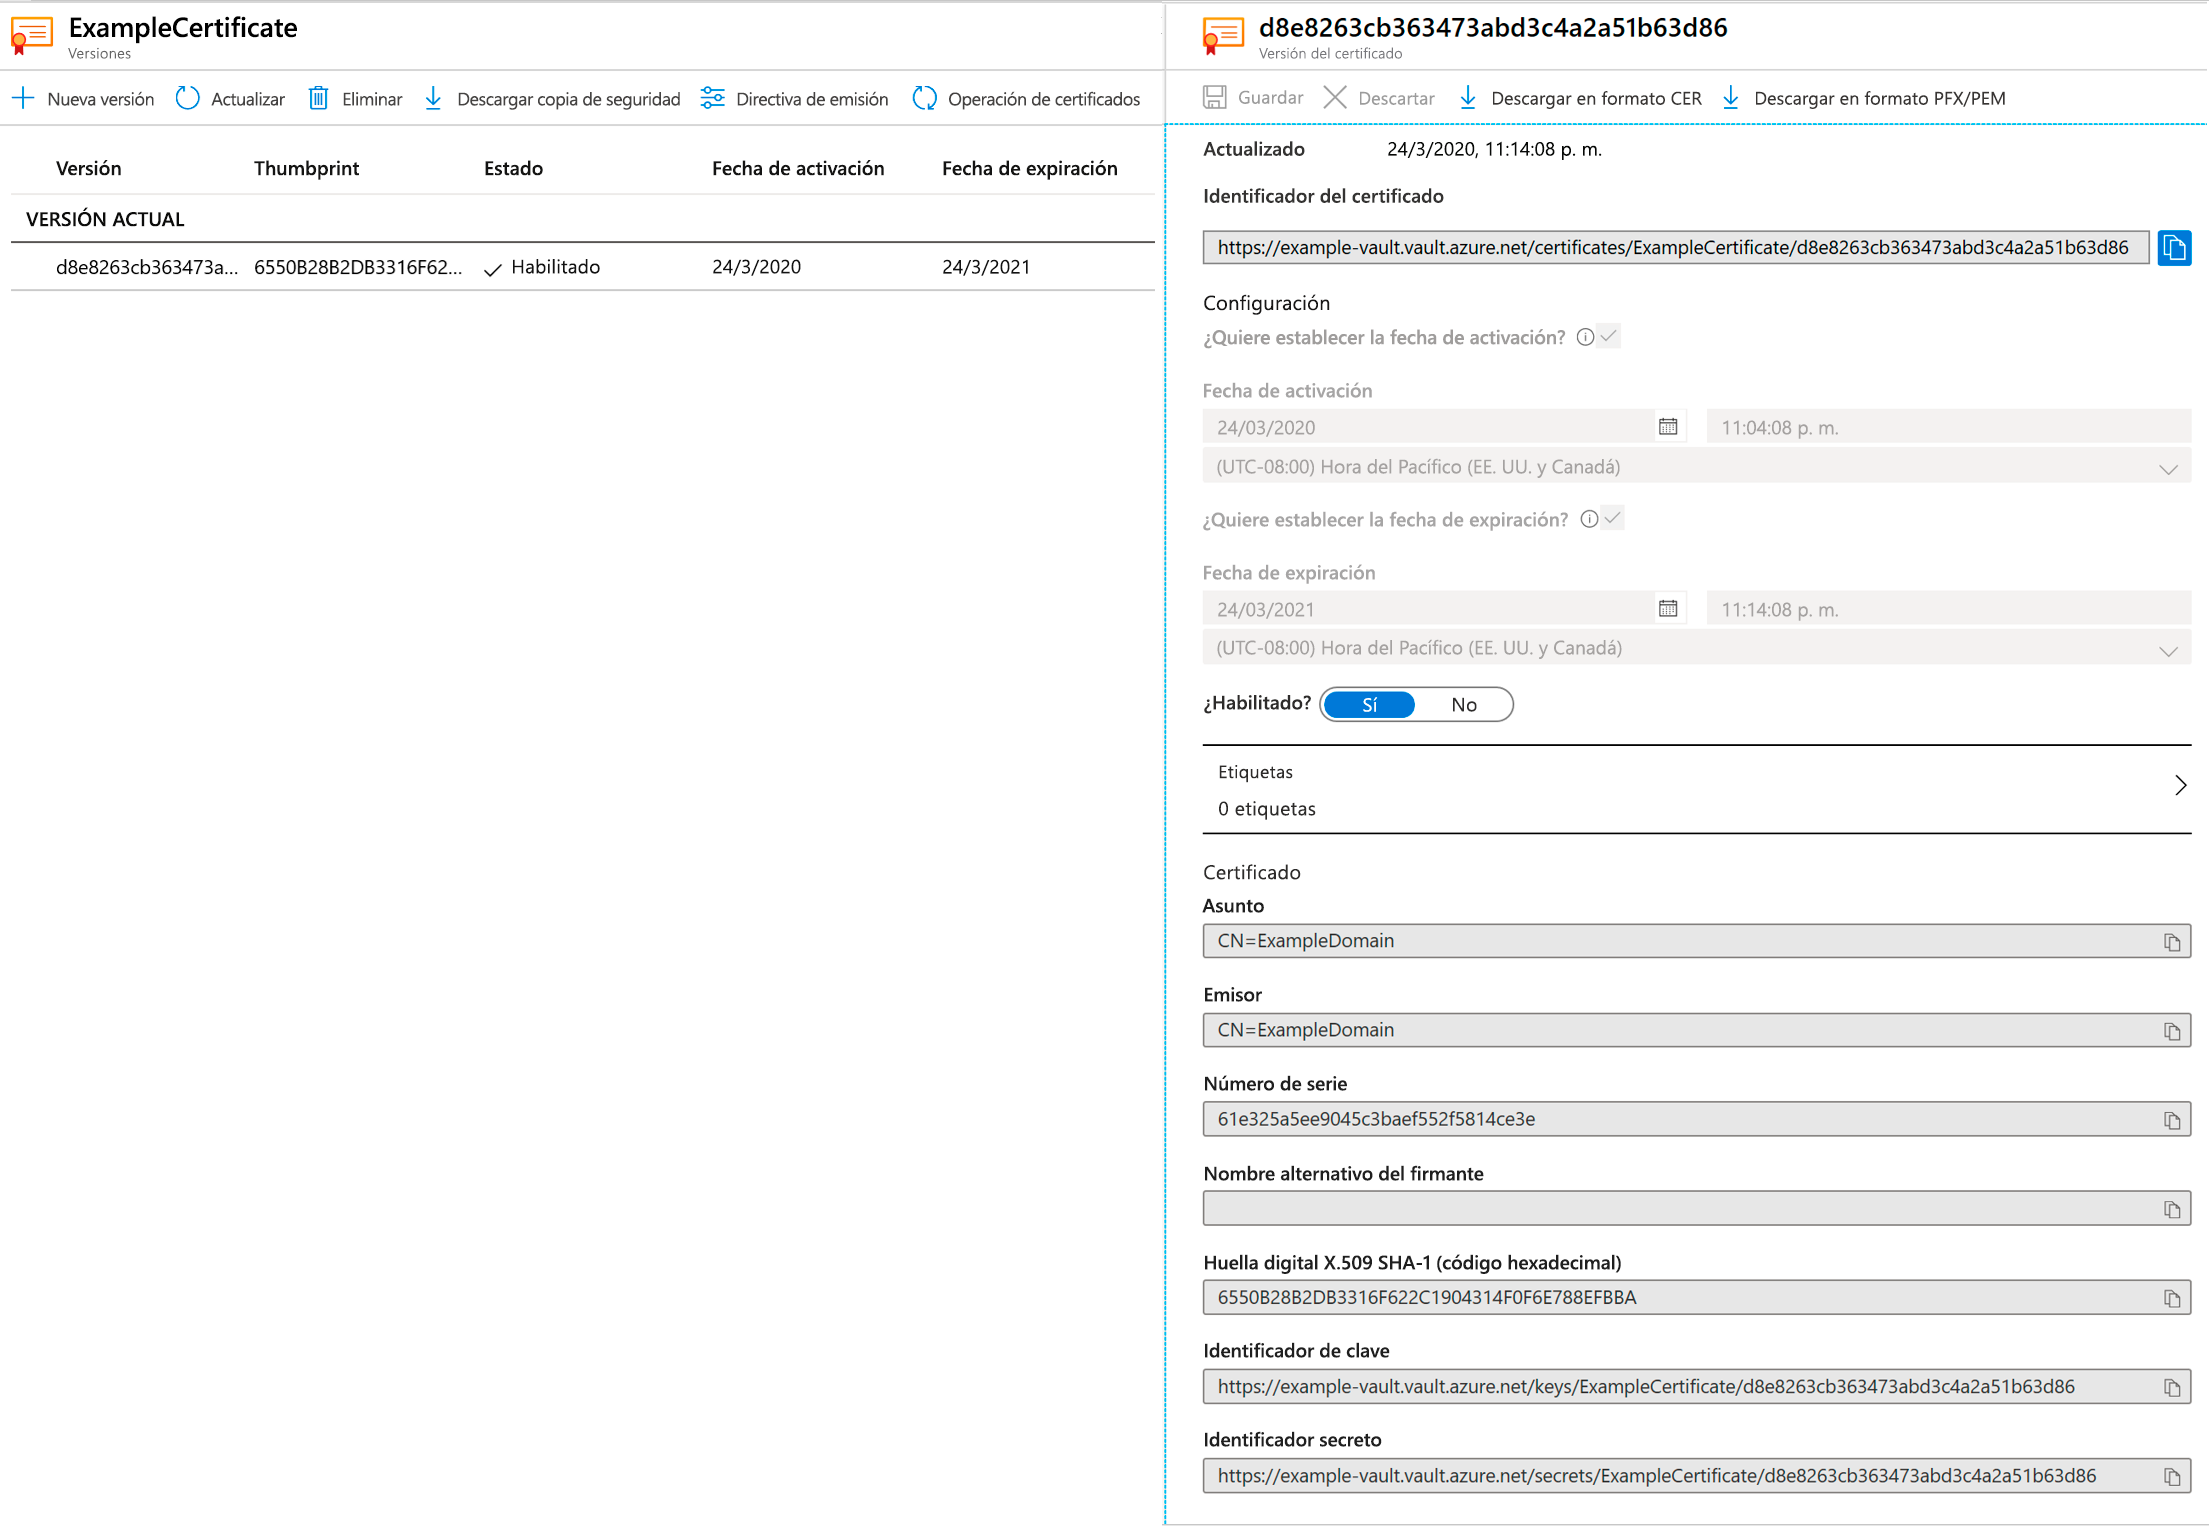 ExampleCertificate
Versiones
Nueva versión Actualizar Eliminar Descargar copia de seguridad Directiva de emisión Operación de certificados
Versión Thumbprint Estado Fecha de activación Fecha de expiración
VERSIÓN ACTUAL
d8e8263cb363473a... 6550B28B2DB3316F62... Habilitado 24/3/2020 24/3/2021
d8e8263cb363473abd3c4a2a51b63d86
Versión del certificado
Guardar Descartar Descargar en formato CER Descargar en formato PFX/PEM
Actualizado 24/3/2020, 11:14:08 p. m.
Identificador del certificado
https://example-vault.vault.azure.net/certificates/ExampleCertificate/d8e8263cb363473abd3c4a2a51b63d86
Configuración
¿Quiere establecer la fecha de activación?
Fecha de activación
24/03/2020 11:04:08 p. m.
(UTC-08:00) Hora del Pacífico (EE. UU. y Canadá)
¿Quiere establecer la fecha de expiración?
Fecha de expiración
24/03/2021 11:14:08 p. m.
(UTC-08:00) Hora del Pacífico (EE. UU. y Canadá)
¿Habilitado? Sí No
Etiquetas
0 etiquetas
Certificado
Asunto
CN=ExampleDomain
Emisor
CN=ExampleDomain
Número de serie
61e325a5ee9045c3baef552f5814ce3e
Nombre alternativo del firmante
Huella digital X.509 SHA-1 (código hexadecimal)
6550B28B2DB3316F622C1904314F0F6E788EFBBA
Identificador de clave
https://example-vault.vault.azure.net/keys/ExampleCertificate/d8e8263cb363473abd3c4a2a51b63d86
Identificador secreto
https://example-vault.vault.azure.net/secrets/ExampleCertificate/d8e8263cb363473abd3c4a2a51b63d86